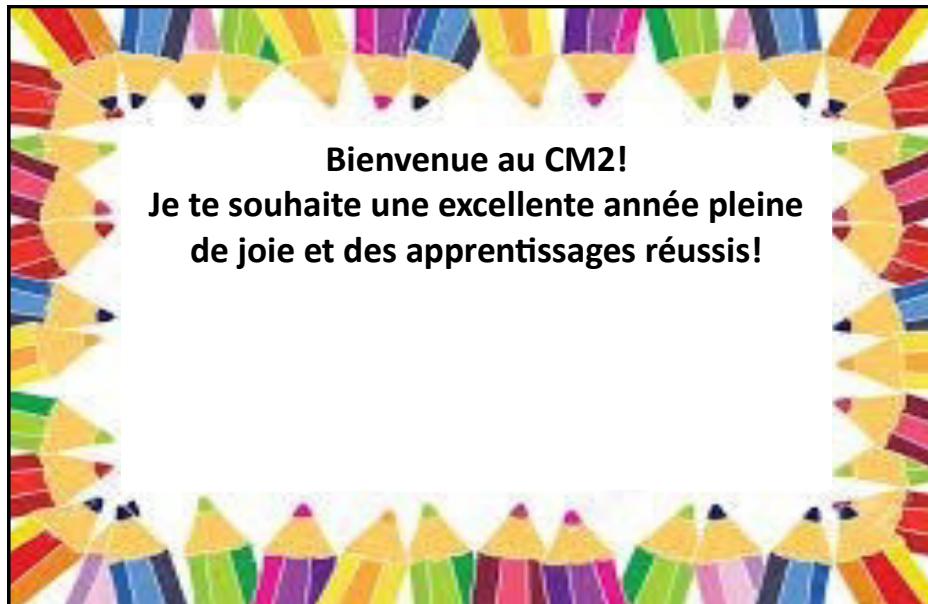 Bienvenue au CM2!
Je te souhaite une excellente année pleine
de joie et des apprentissages réussis!